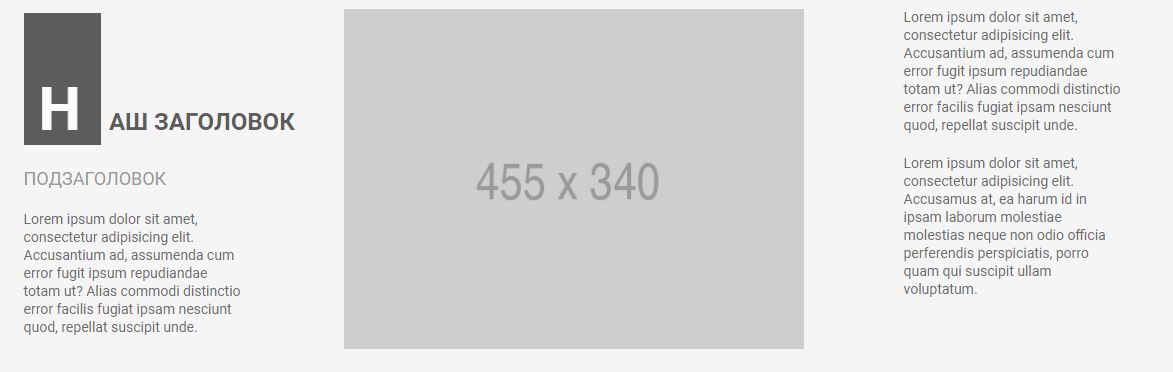 НАШ ЗАГОЛОВОК
ПОДЗАГОЛОВОК
Lorem ipsum dolor sit amet,
consectetur adipisicing elit.
Accusantium ad, assumenda cum
error fugit ipsum repudiandae
totam ut? Alias commodi distinctio
error facilis fugiat ipsam nesciunt
quod, repellat suscipit unde.
455 x 340
Lorem ipsum dolor sit amet,
consectetur adipisicing elit.
Accusantium ad, assumenda cum
error fugit ipsum repudiandae
totam ut? Alias commodi distinctio
error facilis fugiat ipsam nesciunt
quod, repellat suscipit unde.
Lorem ipsum dolor sit amet,
consectetur adipisicing elit.
Accusamus at, ea harum id in
ipsam laborum molestiae
molestias neque non odio officia
perferendis perspiciatis, porro
quam qui suscipit ullam
voluptatum.